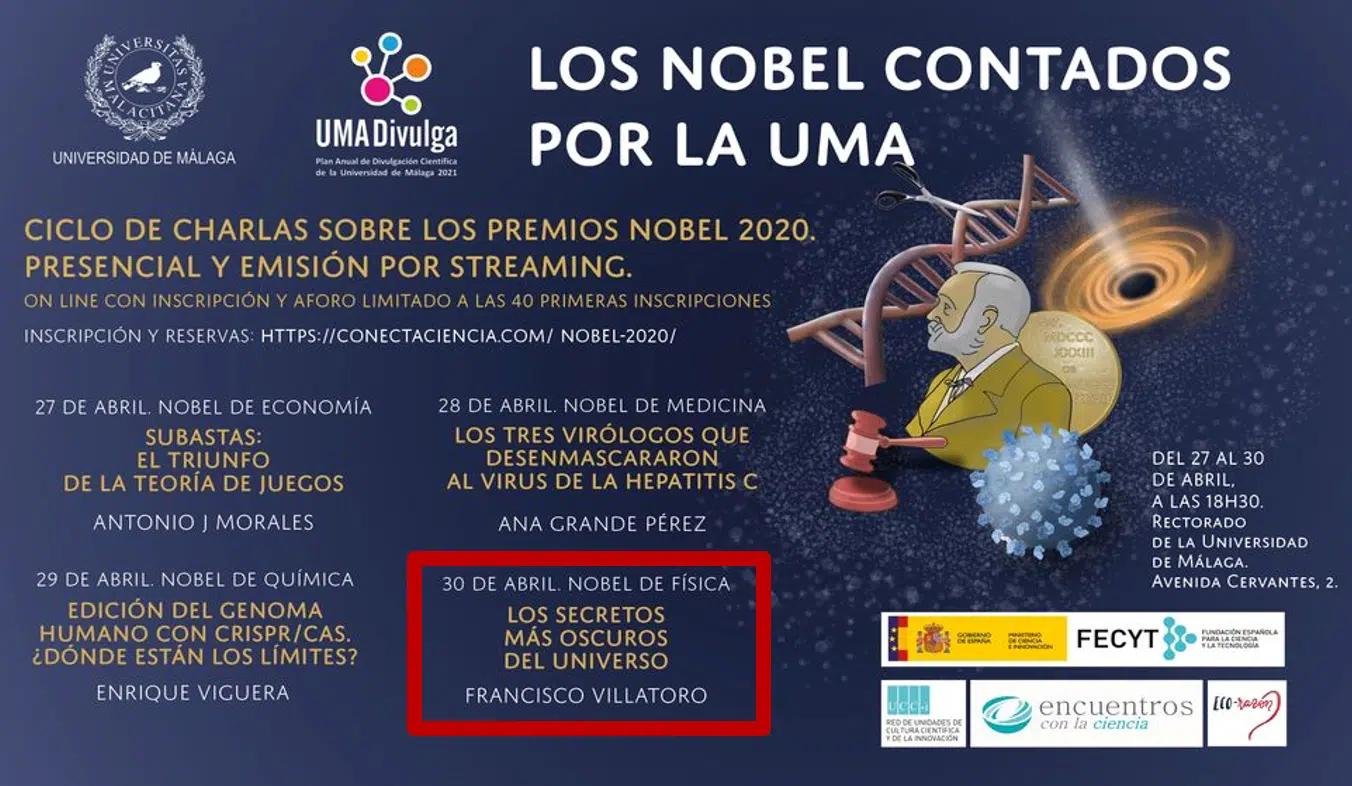 UNIVERSITAS MALACITANA
UNIVERSIDAD DE MÁLAGA
UMADivulga
Plan Anual de Divulgación Científica
de la Universidad de Málaga 2021
LOS NOBEL CONTADOS
POR LA UMA
CICLO DE CHARLAS SOBRE LOS PREMIOS NOBEL 2020.
PRESENCIAL Y EMISIÓN POR STREAMING.
ON LINE CON INSCRIPCIÓN Y AFORO LIMITADO A LAS 40 PRIMERAS INSCRIPCIONES
INSCRIPCIÓN Y RESERVAS: HTTPS://CONECTACIENCIA.COM/ NOBEL-2020/
27 DE ABRIL. NOBEL DE ECONOMÍA
SUBASTAS:
EL TRIUNFO
DE LA TEORÍA DE JUEGOS
ANTONIO J MORALES
28 DE ABRIL. NOBEL DE MEDICINA
LOS TRES VIRÓLOGOS QUE
DESENMASCARARON
AL VIRUS DE LA HEPATITIS C
ANA GRANDE PÉREZ
29 DE ABRIL. NOBEL DE QUÍMICA
EDICIÓN DEL GENOMA
HUMANO CON CRISPR/CAS.
¿DÓNDE ESTÁN LOS LÍMITES?
ENRIQUE VIGUERA
30 DE ABRIL. NOBEL DE FÍSICA
LOS SECRETOS
MÁS OSCUROS
DEL UNIVERSO
FRANCISCO VILLATORO
MDCCC
XXXIII
DEL 27 AL 30
DE ABRIL,
A LAS 18H30.
RECTORADO
DE LA UNIVERSIDAD
DE MÁLAGA.
AVENIDA CERVANTES, 2.
GOBIERNO
DE ESPAÑA
MINISTERIO
DE CIENCIA
E INNOVACIÓN
FECYT
FUNDACIÓN ESPAÑOLA
PARA LA CIENCIA
Y LA TECNOLOGÍA
UCC+i
RED DE UNIDADES DE
CULTURA CIENTÍFICA
Y DE LA INNOVACIÓN
encuentros
con la ciencia
ECO-razón